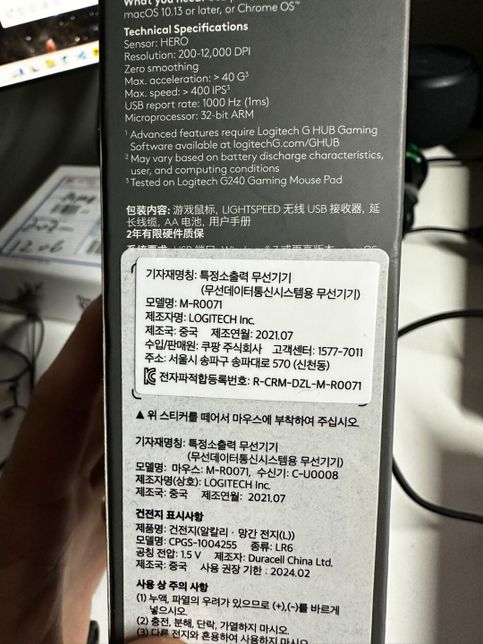 macOS 10.13 or later, or Chrome OS™
Technical Specifications
Sensor: HERO
Resolution: 200-12,000 DPI
Zero smoothing
Max. acceleration: > 40 G³
Max. speed: > 400 IPS³
USB report rate: 1000 Hz (1ms)
Microprocessor: 32-bit ARM
¹ Advanced features require Logitech G HUB Gaming
Software available at logitechG.com/GHUB
² May vary based on battery discharge characteristics,
user, and computing conditions
³ Tested on Logitech G240 Gaming Mouse Pad
包装内容: 游戏鼠标, LIGHTSPEED 无线 USB 接收器, 延
长线缆, AA 电池, 用户手册
2年有限硬件质保
기자재명칭: 특정소출력 무선기기
(무선데이터통신시스템용 무선기기)
모델명: M-R0071
제조자명: LOGITECH Inc.
제조국: 중국 제조연월: 2021.07
수입/판매원: 쿠팡 주식회사 고객센터: 1577-7011
주소: 서울시 송파구 송파대로 570 (신천동)
전자파적합등록번호: R-CRM-DZL-M-R0071
▲ 위 스티커를 떼어서 마우스에 부착하여 주십시오.
기자재명칭: 특정소출력 무선기기
(무선데이터통신시스템용 무선기기)
모델명: 마우스: M-R0071, 수신기: C-U0008
제조자명(상호): LOGITECH Inc.
제조국: 중국 제조연월: 2021.07
건전지 표시사항
제품명: 건전지(알칼리·망간 전지(L))
모델명: CPGS-1004255 종류: LR6
공칭 전압: 1.5 V 제조자: Duracell China Ltd.
제조국: 중국 사용 권장 기한: 2024.02
사용 상 주의 사항
(1) 누액, 파열의 우려가 있으므로 (+),(-)를 바르게
넣으시오.
(2) 충전, 분해, 단락, 가열하지 마시오.
(3) 다른 전지와 혼용하여 사용하지 마시오.